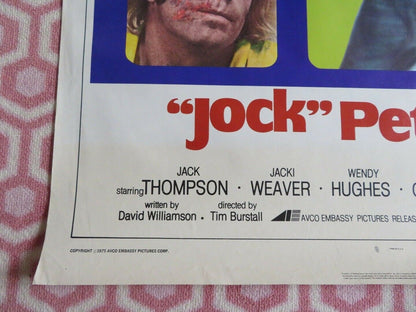 "Jock" Pet
JACK JACKI WENDY
starring THOMPSON · WEAVER · HUGHES ·
written by directed by
David Williamson · Tim Burstall AVCO EMBASSY PICTURES RELEAS
COPYRIGHT © 1975 AVCO EMBASSY PICTURES CORP.